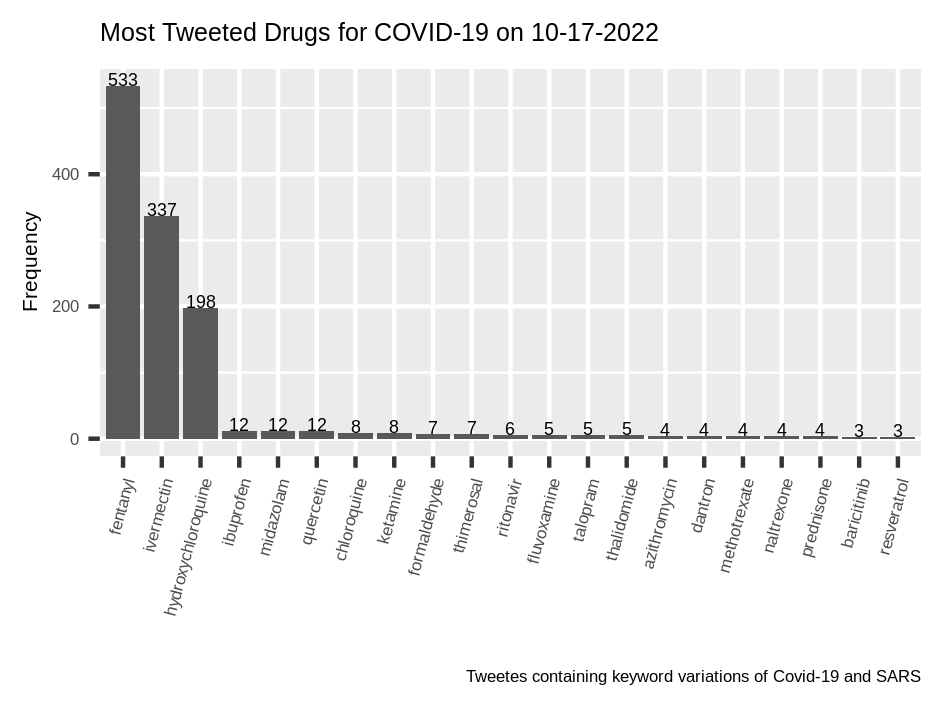 Most Tweeted Drugs for COVID-19 on 10-17-2022
Frequency
400
200
0
533
337
198
12
12
12
8
8
7
7
6
5
5
5
4
4
4
4
4
3
3
fentanyl
ivermectin
hydroxychloroquine
ibuprofen
midazolam
quercetin
chloroquine
ketamine
formaldehyde
thimerosal
ritonavir
fluvoxamine
talopram
thalidomide
azithromycin
dantron
methotrexate
naltrexone
prednisone
baricitinib
resveratrol
Tweetes containing keyword variations of Covid-19 and SARS